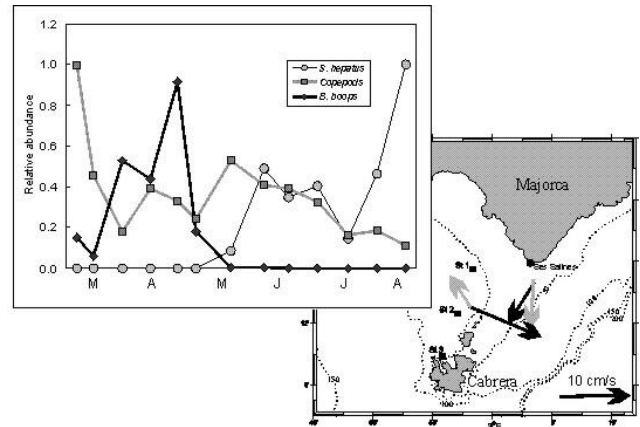 1.2
1.0
0.8
0.6
0.4
0.2
0.0
Relative abundance
S. hepatus
Copepods
B. boops
M A M J J A
Majorca
Ses Salines
St 1
St 2
St 3
Cabrera
10 cm/s
150
100